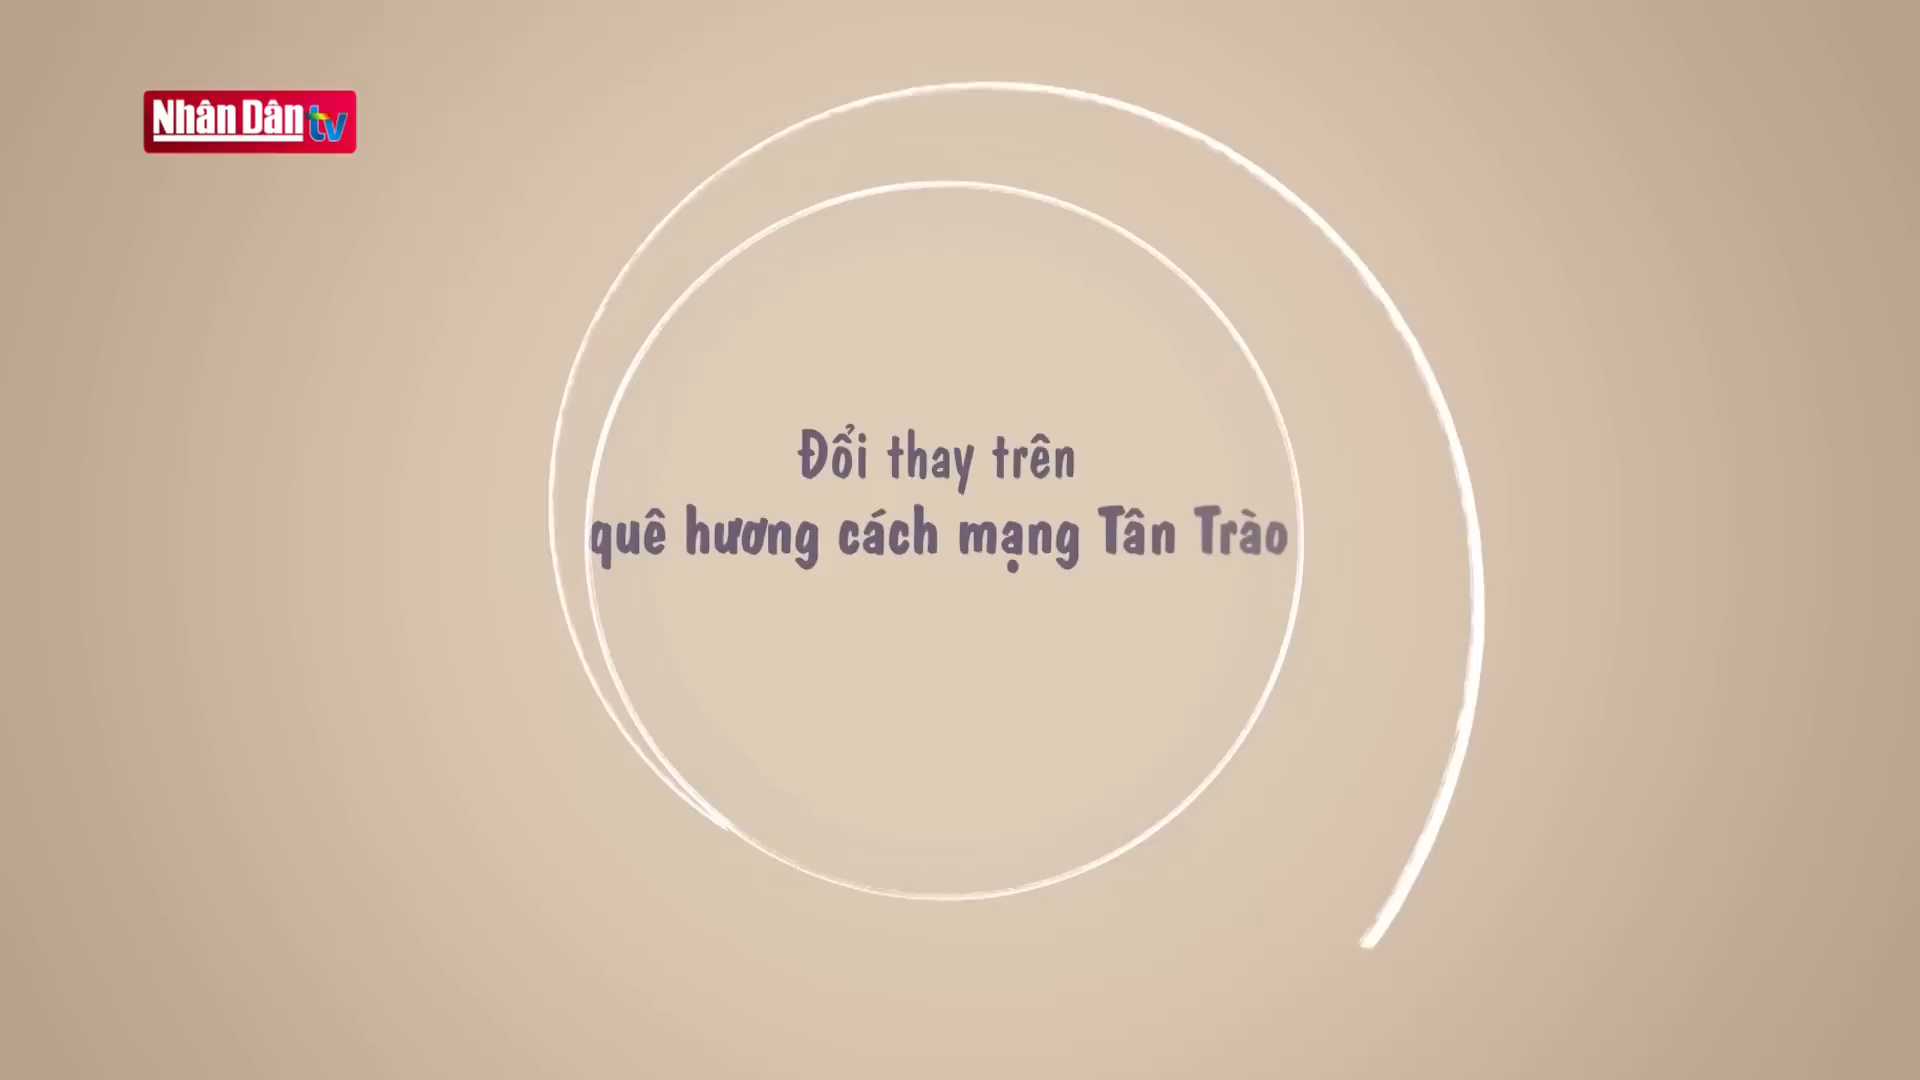 Nhân Dân tv
Đổi thay trên
quê hương cách mạng Tân Trào